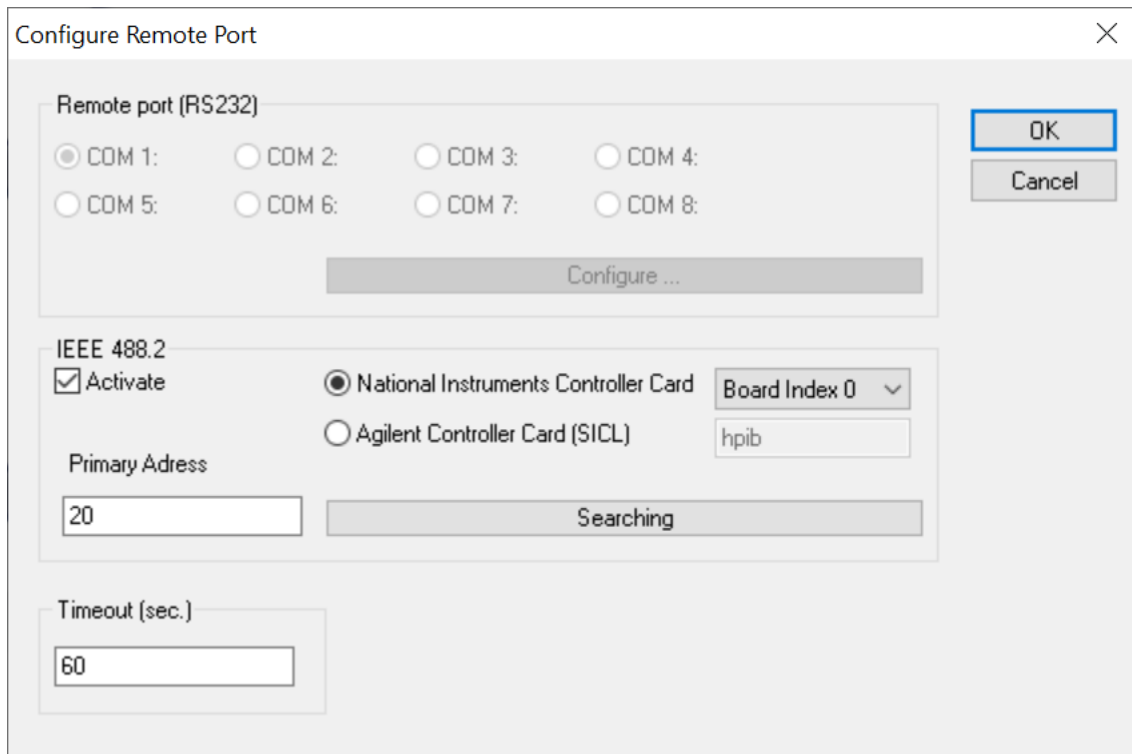 Configure Remote Port
Remote port (RS232)
OK
COM 1: COM 2: COM 3: COM 4:
Cancel
COM 5: COM 6: COM 7: COM 8:
Configure ...
IEEE 488.2
Activate National Instruments Controller Card Board Index 0
Agilent Controller Card (SICL) hpib
Primary Adress
20 Searching
Timeout (sec.)
60